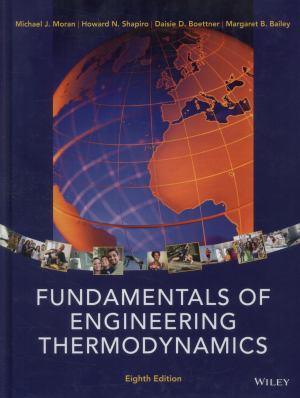 Michael J. Moran | Howard N. Shapiro | Daisie D. Boettner | Margaret B. Bailey
FUNDAMENTALS OF
ENGINEERING
THERMODYNAMICS
Eighth Edition
WILEY